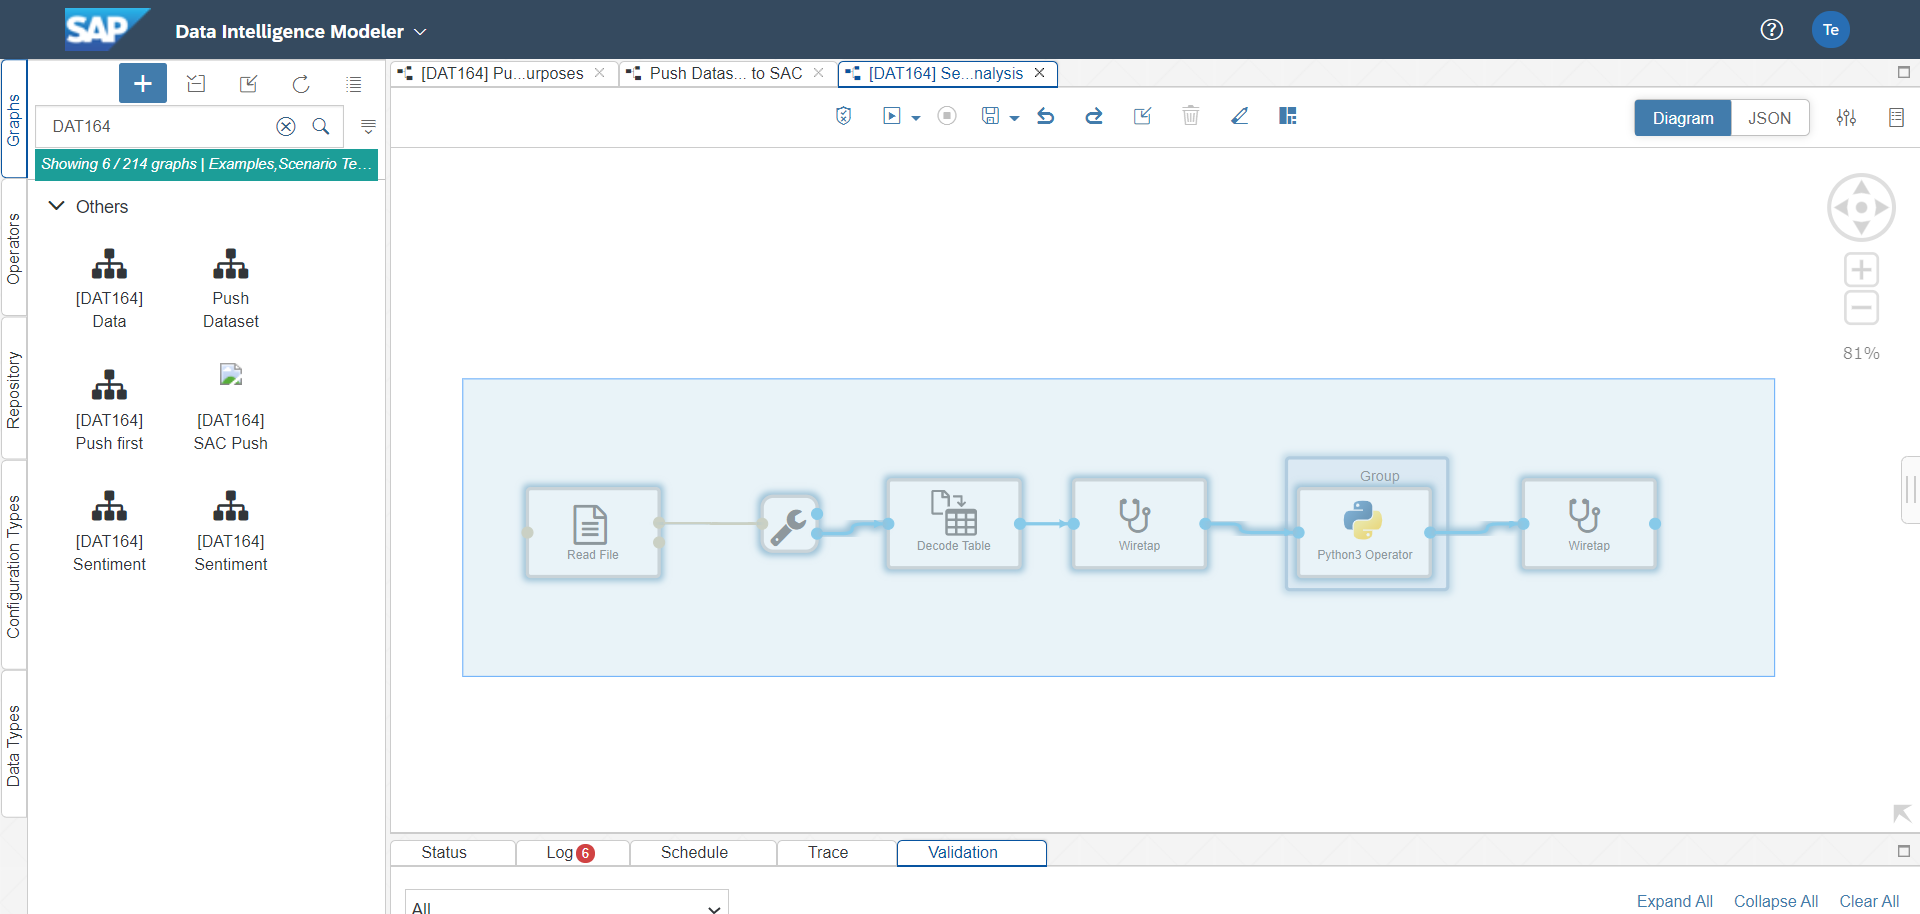 SAP
Data Intelligence Modeler
Te
Graphs
Operators
Repository
Configuration Types
Data Types
DAT164
Showing 6 / 214 graphs | Examples,Scenario Te...
Others
[DAT164]
Data
Push
Dataset
[DAT164]
Push first
[DAT164]
SAC Push
[DAT164]
Sentiment
[DAT164]
Sentiment
[DAT164] Pu...urposes
Push Datas... to SAC
[DAT164] Se...nalysis
Diagram
JSON
81%
Read File
Decode Table
Wiretap
Group
Python3 Operator
Wiretap
Status
Log 6
Schedule
Trace
Validation
All
Expand All
Collapse All
Clear All